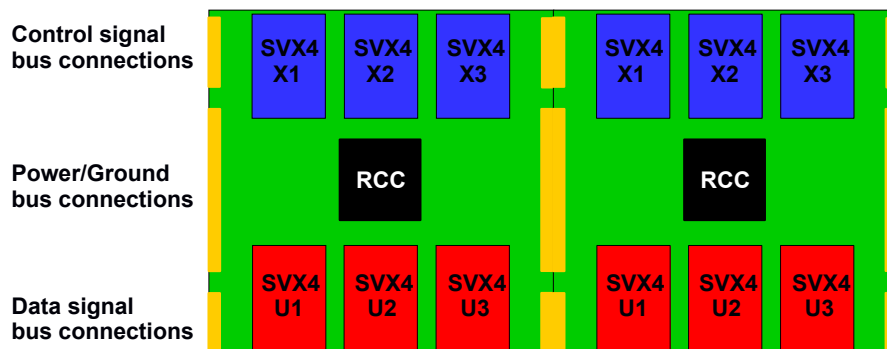 Control signal
bus connections
SVX4
X1
SVX4
X2
SVX4
X3
SVX4
X1
SVX4
X2
SVX4
X3
Power/Ground
bus connections
RCC
RCC
Data signal
bus connections
SVX4
U1
SVX4
U2
SVX4
U3
SVX4
U1
SVX4
U2
SVX4
U3